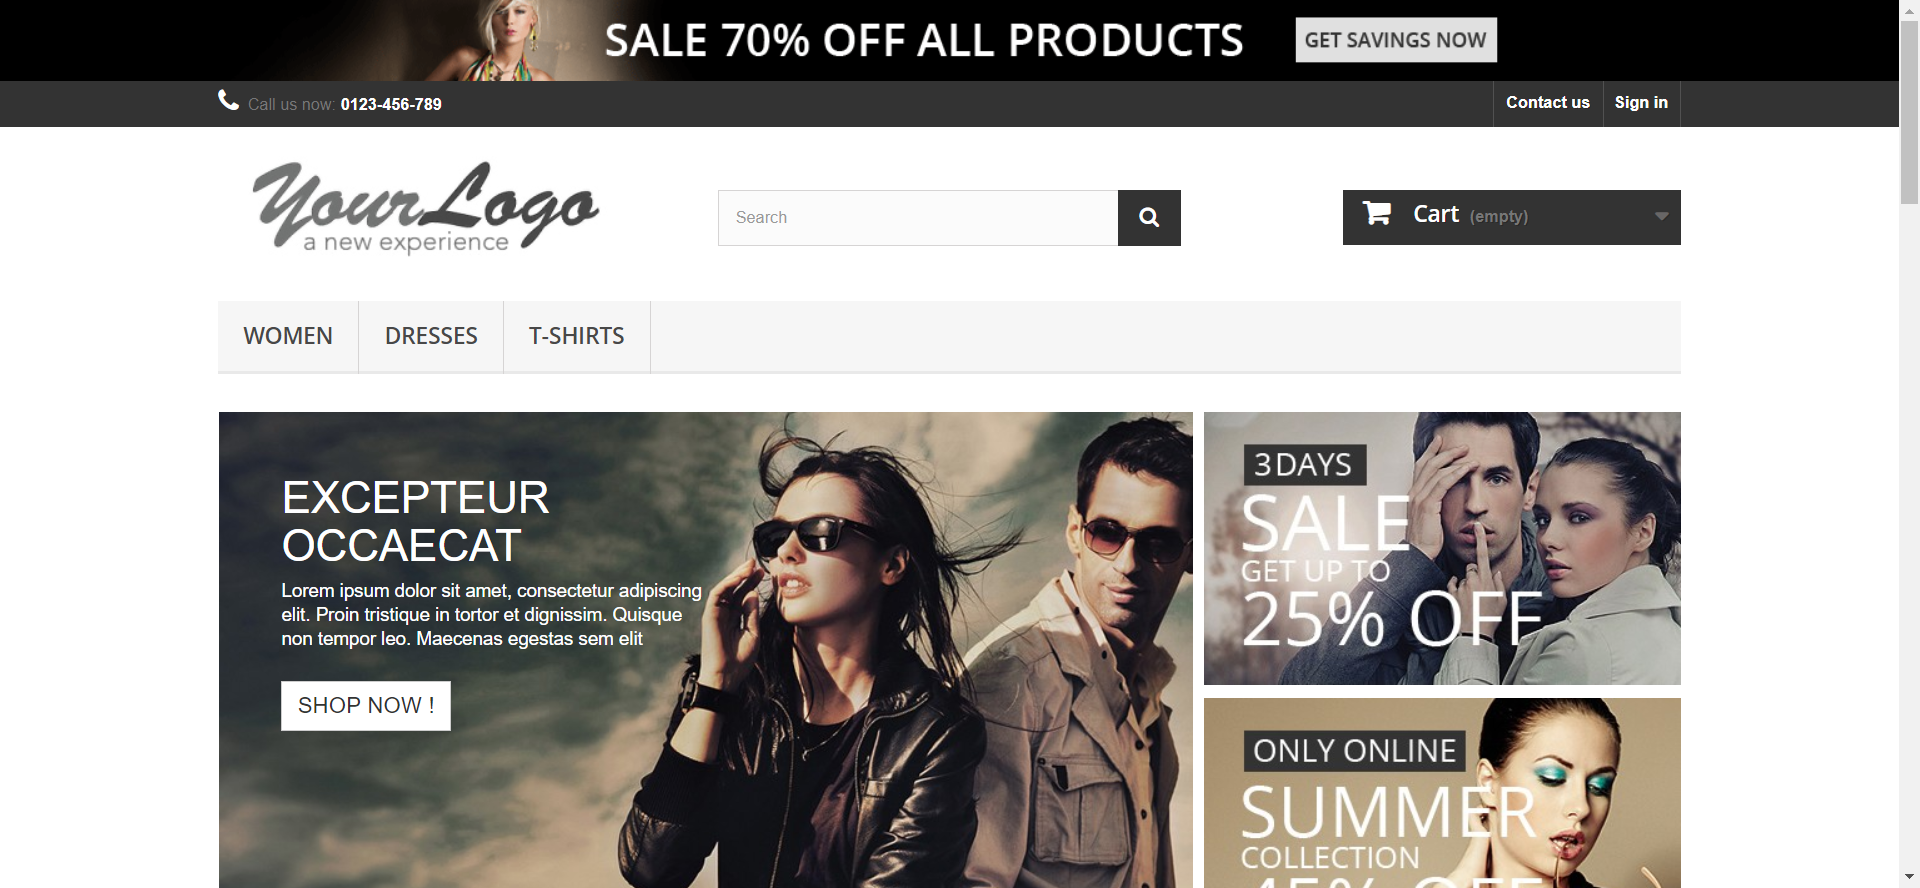 SALE 70% OFF ALL PRODUCTS
GET SAVINGS NOW
Call us now: 0123-456-789
Contact us
Sign in
YourLogo
a new experience
Search
Cart (empty)
WOMEN
DRESSES
T-SHIRTS
EXCEPTEUR
OCCAECAT
Lorem ipsum dolor sit amet, consectetur adipiscing
elit. Proin tristique in tortor et dignissim. Quisque
non tempor leo. Maecenas egestas sem elit
SHOP NOW !
3 DAYS
SALE
GET UP TO
25% OFF
ONLY ONLINE
SUMMER
COLLECTION
45% OFF